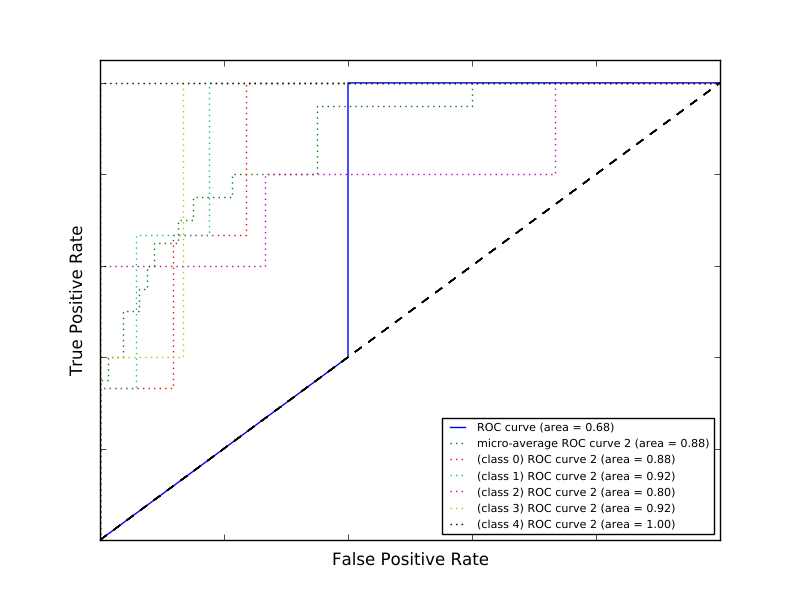 True Positive Rate
ROC curve (area = 0.68)
micro-average ROC curve 2 (area = 0.88)
(class 0) ROC curve 2 (area = 0.88)
(class 1) ROC curve 2 (area = 0.92)
(class 2) ROC curve 2 (area = 0.80)
(class 3) ROC curve 2 (area = 0.92)
(class 4) ROC curve 2 (area = 1.00)
False Positive Rate